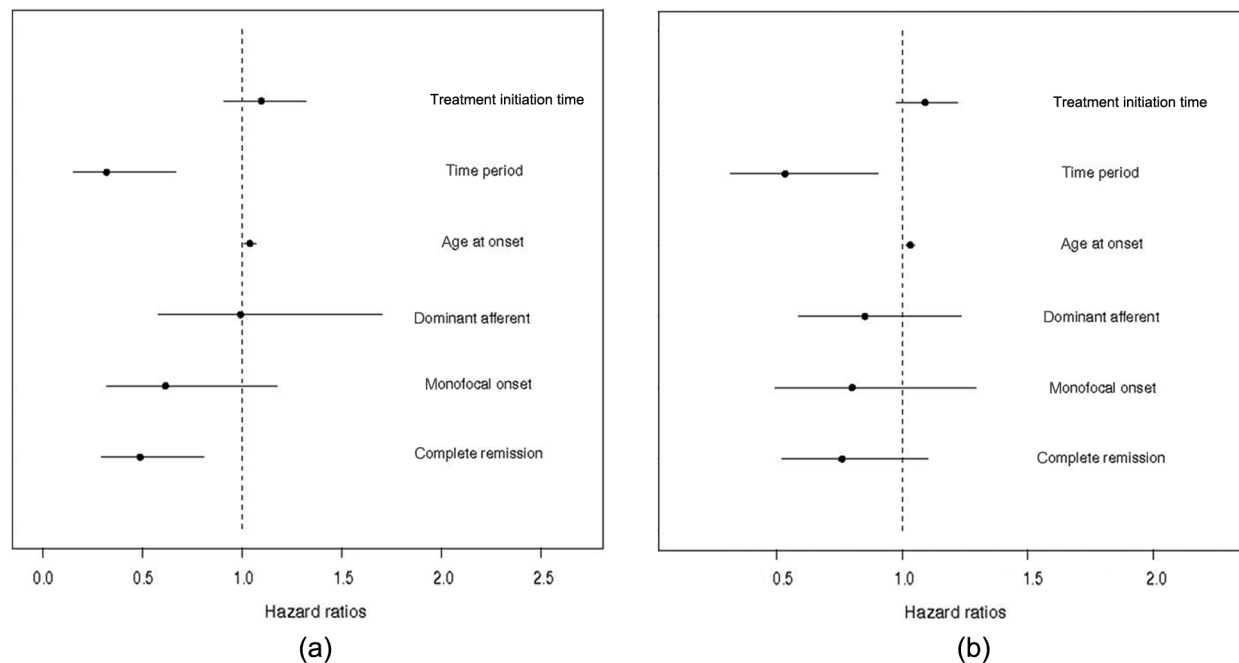 Treatment initiation time
Time period
Age at onset
Dominant afferent
Monofocal onset
Complete remission
0.0 0.5 1.0 1.5 2.0 2.5
Hazard ratios
(a)
Treatment initiation time
Time period
Age at onset
Dominant afferent
Monofocal onset
Complete remission
0.5 1.0 1.5 2.0
Hazard ratios
(b)